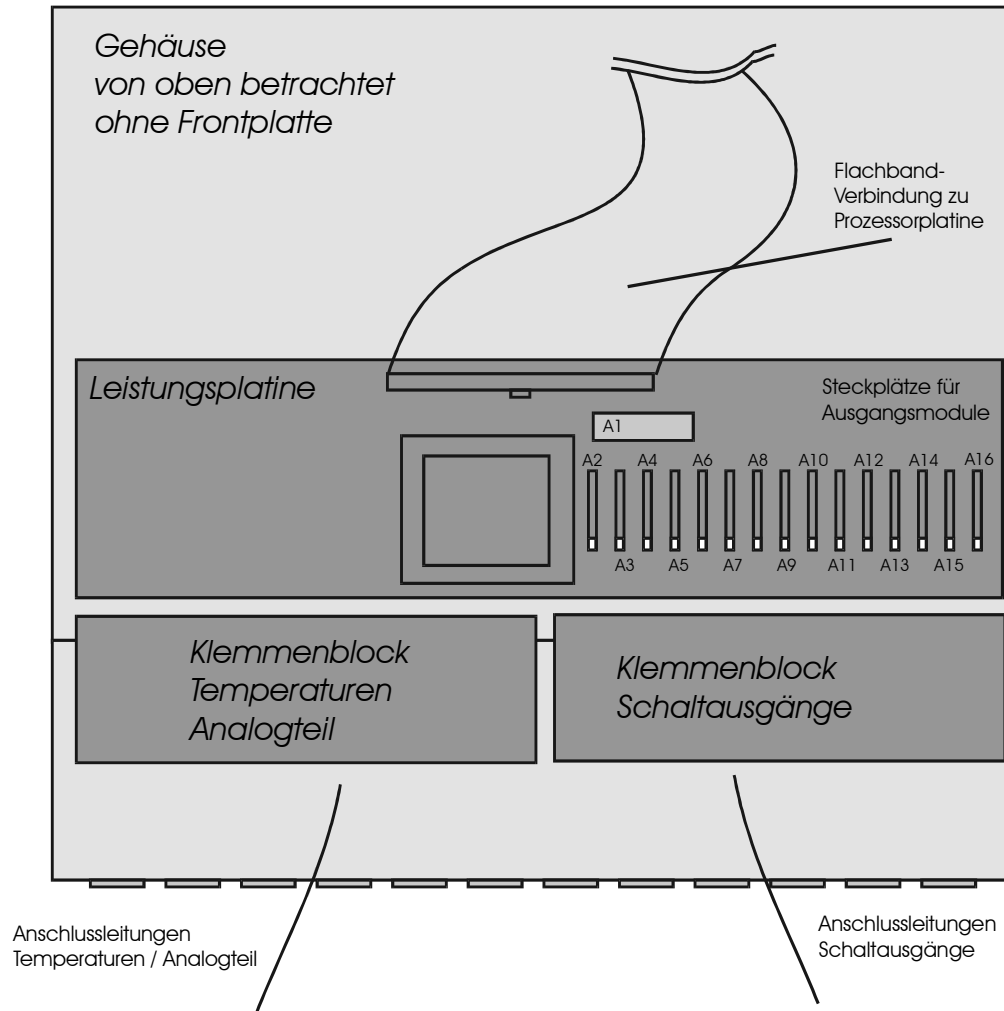 Gehäuse
von oben betrachtet
ohne Frontplatte
Flachband-
Verbindung zu
Prozessorplatine
Leistungsplatine
Steckplätze für
Ausgangsmodule
A1
A2 A4 A6 A8 A10 A12 A14 A16
A3 A5 A7 A9 A11 A13 A15
Klemmenblock
Temperaturen
Analogteil
Klemmenblock
Schaltausgänge
Anschlussleitungen
Temperaturen / Analogteil
Anschlussleitungen
Schaltausgänge